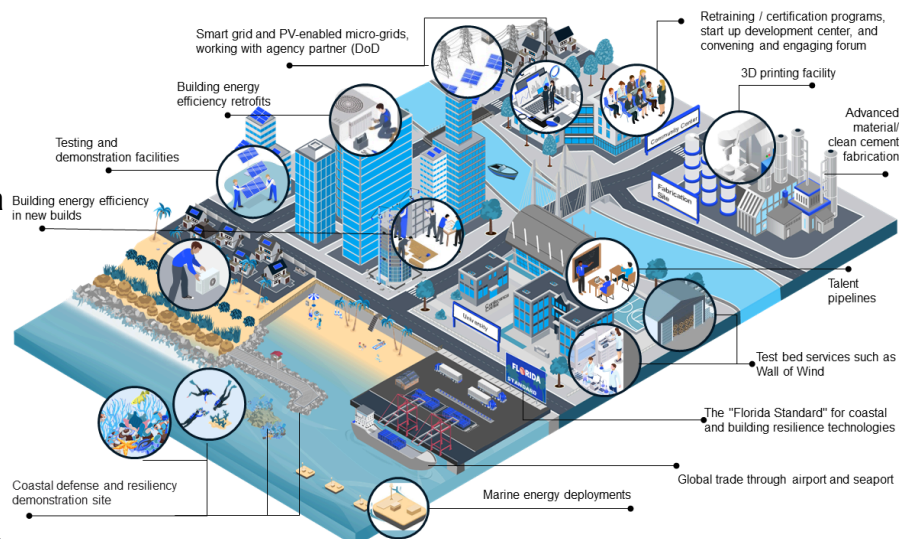 Smart grid and PV-enabled micro-grids,
working with agency partner (DoD
Retraining / certification programs,
start up development center, and
convening and engaging forum
3D printing facility
Building energy
efficiency retrofits
Advanced
material/
clean cement
fabrication
Testing and
demonstration facilities
Building energy efficiency
in new builds
Community Center
Fabrication
Site
University
FLORIDA
STANDARD
Talent
pipelines
Test bed services such as
Wall of Wind
The "Florida Standard" for coastal
and building resilience technologies
Global trade through airport and seaport
Marine energy deployments
Coastal defense and resiliency
demonstration site